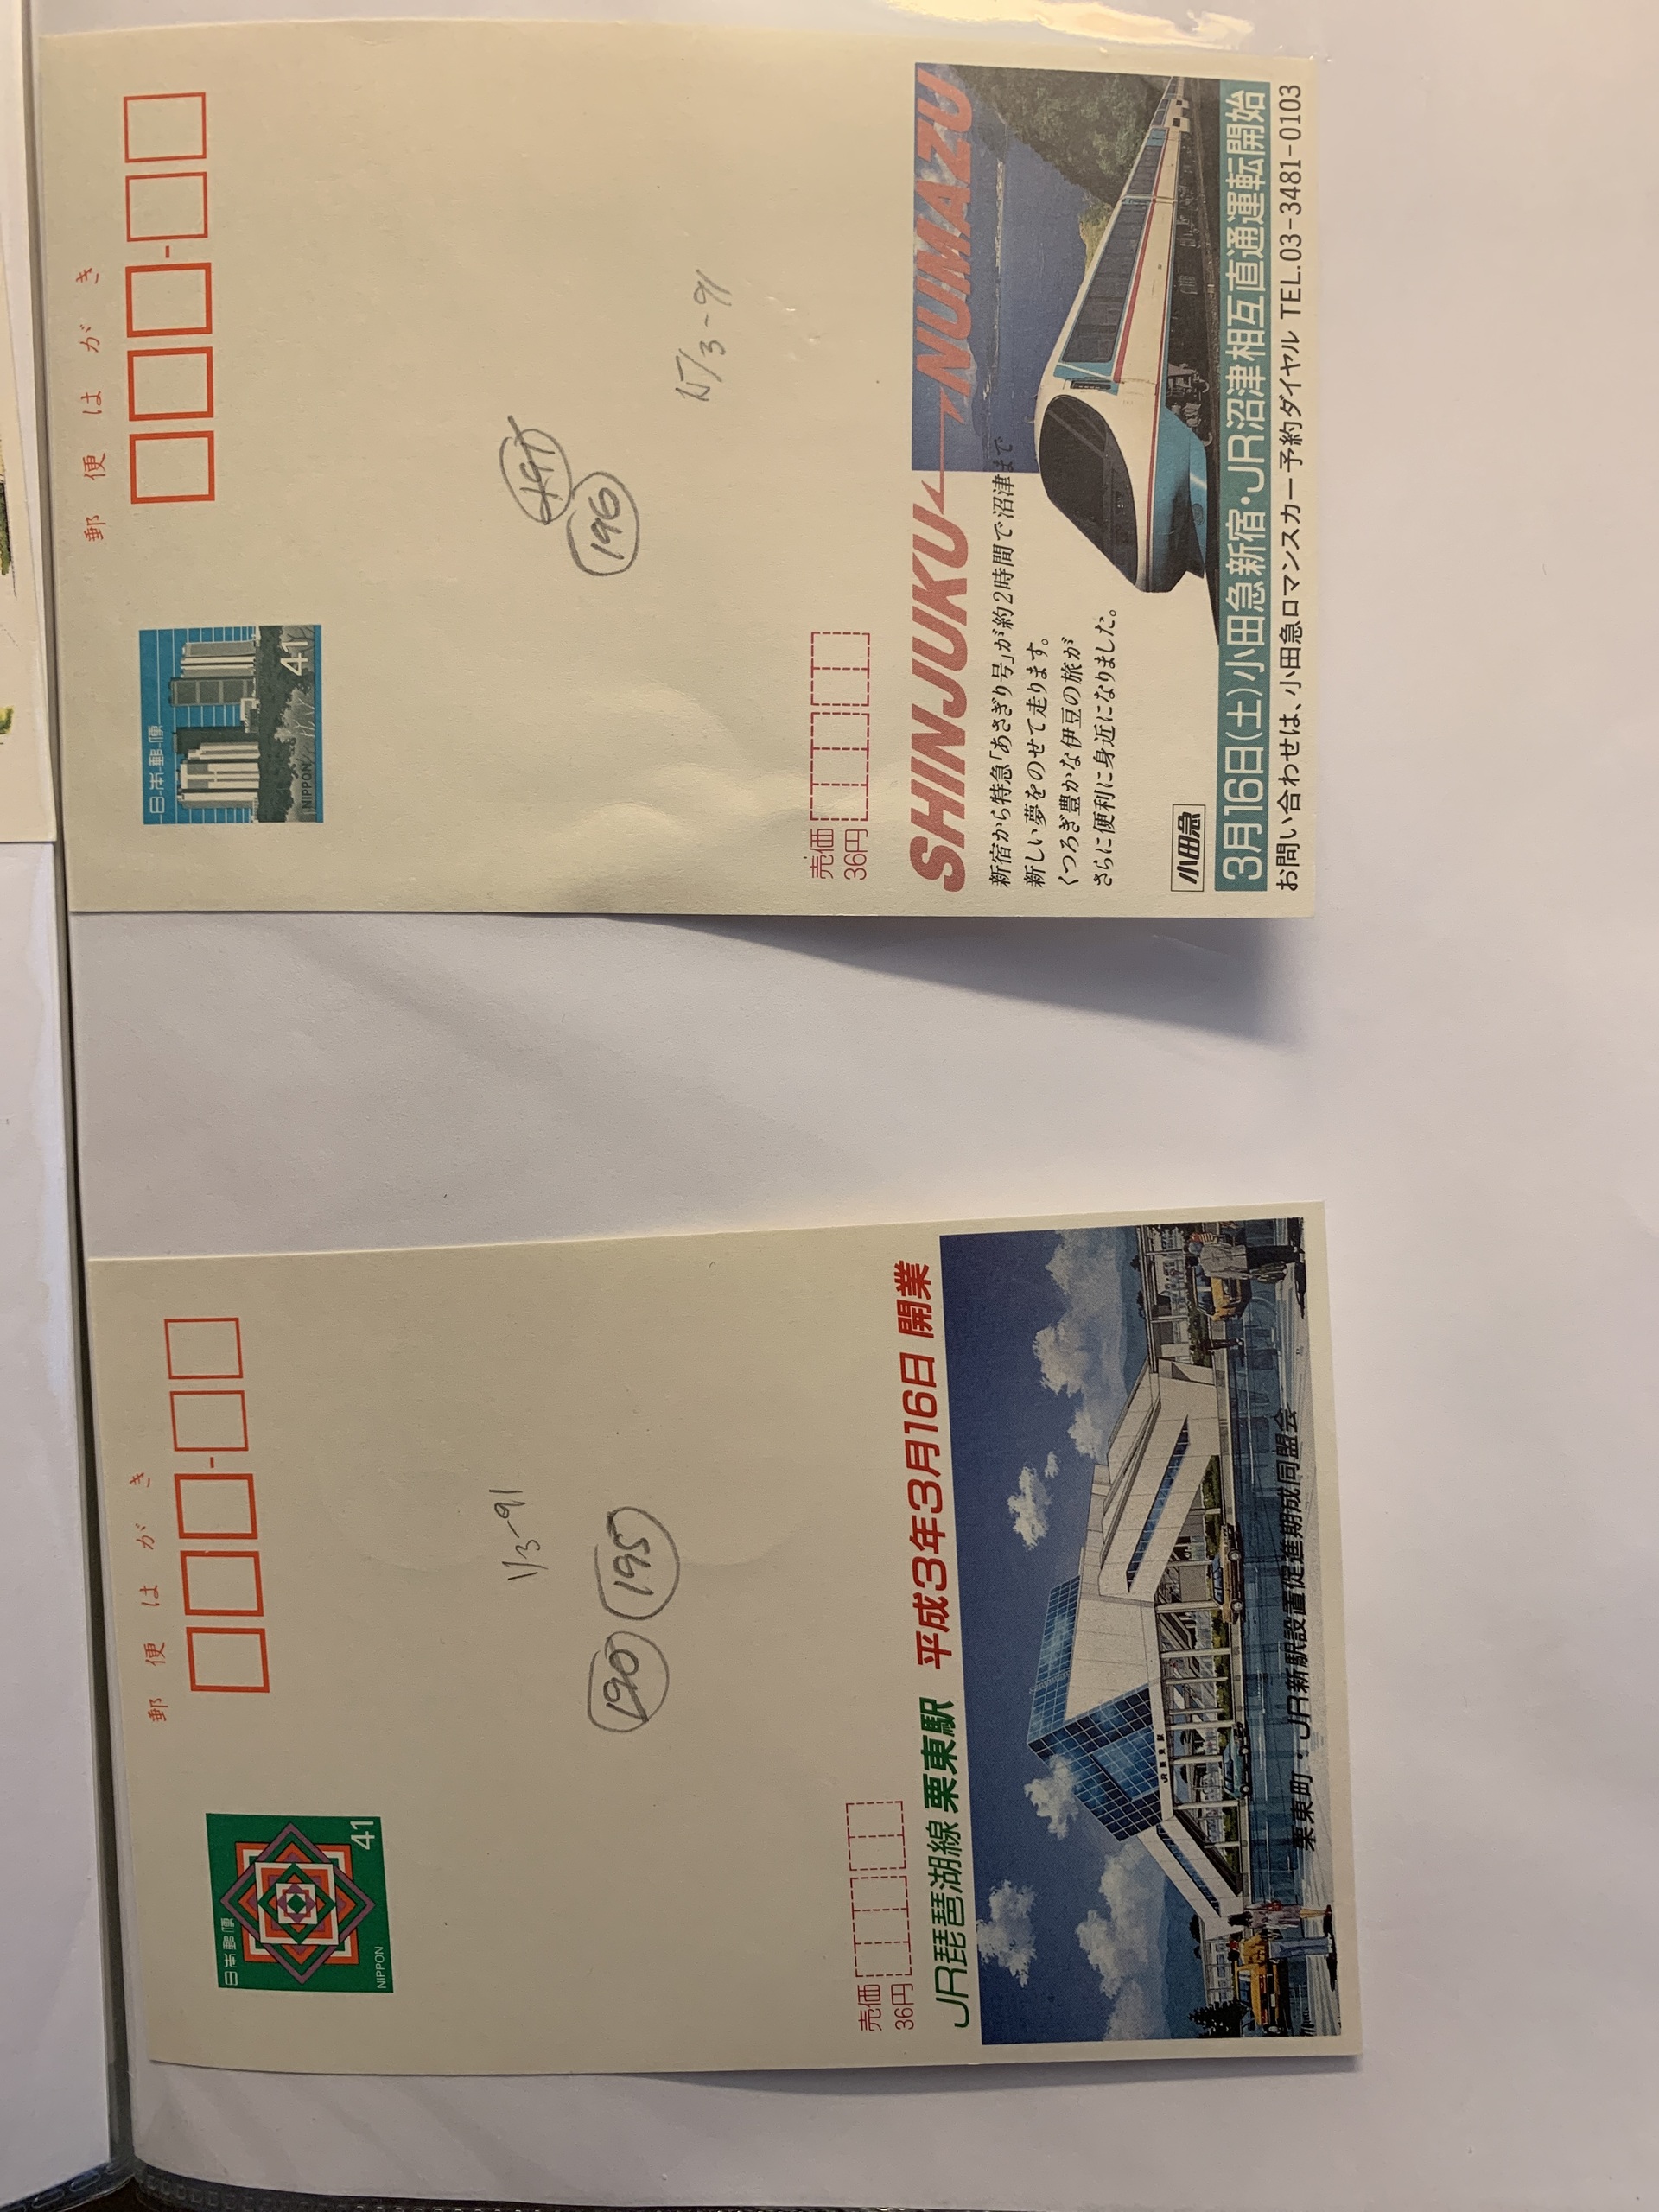 郵便はがき
日本郵便
NIPPON
41
196
15/3-91
売価
36円
SHINJUKU
NUMAZU
新宿から特急「あさぎり号」が約2時間で沼津まで
新しい夢をのせて走ります。
くつろぎ豊かな伊豆の旅が
さらに便利に身近になりました。
小田急
3月16日(土)小田急新宿・JR沼津相互直通運転開始
お問い合わせは、小田急ロマンスカー予約ダイヤル TEL.03-3481-0103
郵便はがき
日本郵便
NIPPON
41
1/3-91
190 195
売価
36円
JR琵琶湖線 栗東駅 平成3年3月16日 開業
JR栗東駅
栗東町・JR新駅設置促進期成同盟会